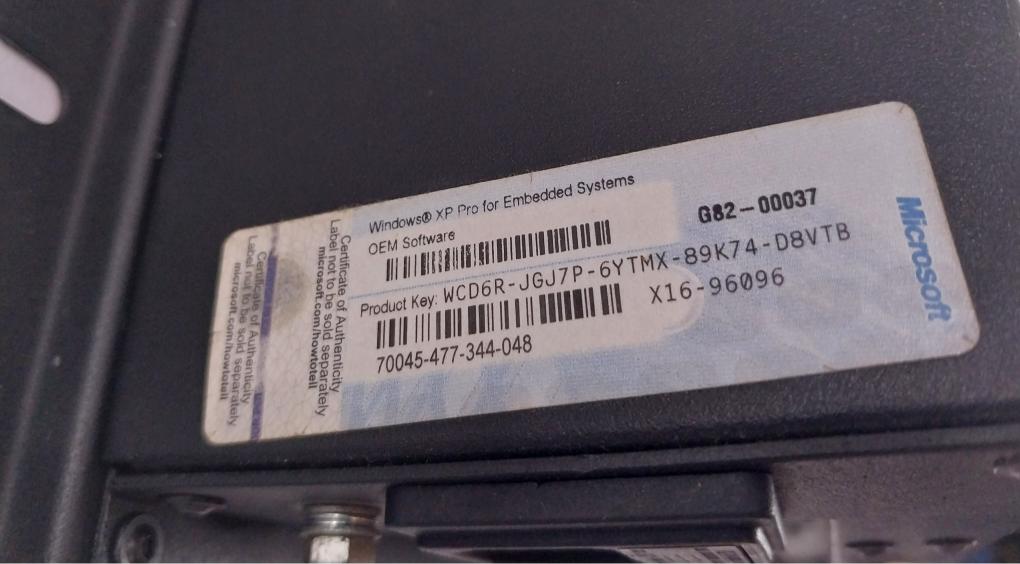 Certificate of Authenticity
Label not to be sold separately
microsoft.com/howtotell
Certificate of Authenticity
Label not to be sold separately
microsoft.com/howtotell
Windows® XP Pro for Embedded Systems
OEM Software
G82-00037
Product Key: WCD6R-JGJ7P-6YTMX-89K74-D8VTB
X16-96096
70045-477-344-048
Microsoft